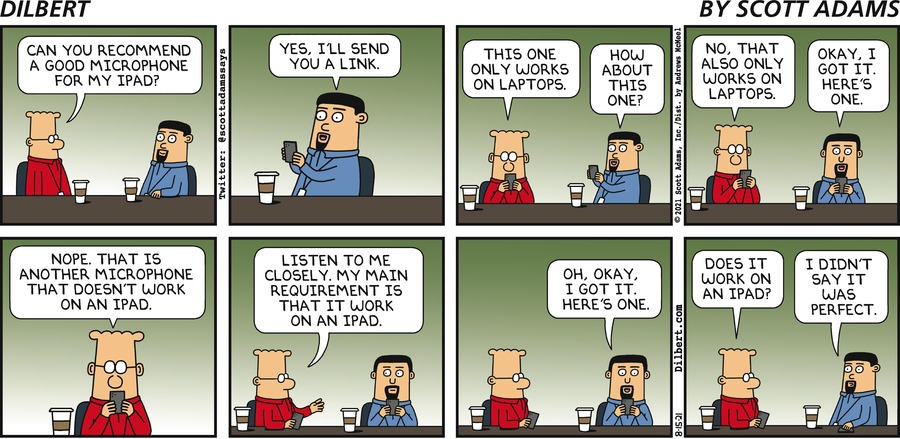 DILBERT
BY SCOTT ADAMS
CAN YOU RECOMMEND
A GOOD MICROPHONE
FOR MY IPAD?
Twitter: @scottadamssays
YES, I'LL SEND
YOU A LINK.
THIS ONE
ONLY WORKS
ON LAPTOPS.
HOW
ABOUT
THIS
ONE?
©2021 Scott Adams, Inc./Dist. by Andrews McMeel
NO, THAT
ALSO ONLY
WORKS ON
LAPTOPS.
OKAY, I
GOT IT.
HERE'S
ONE.
NOPE. THAT IS
ANOTHER MICROPHONE
THAT DOESN'T WORK
ON AN IPAD.
LISTEN TO ME
CLOSELY. MY MAIN
REQUIREMENT IS
THAT IT WORK
ON AN IPAD.
OH, OKAY,
I GOT IT.
HERE'S ONE.
8-15-21
Dilbert.com
DOES IT
WORK ON
AN IPAD?
I DIDN'T
SAY IT
WAS
PERFECT.